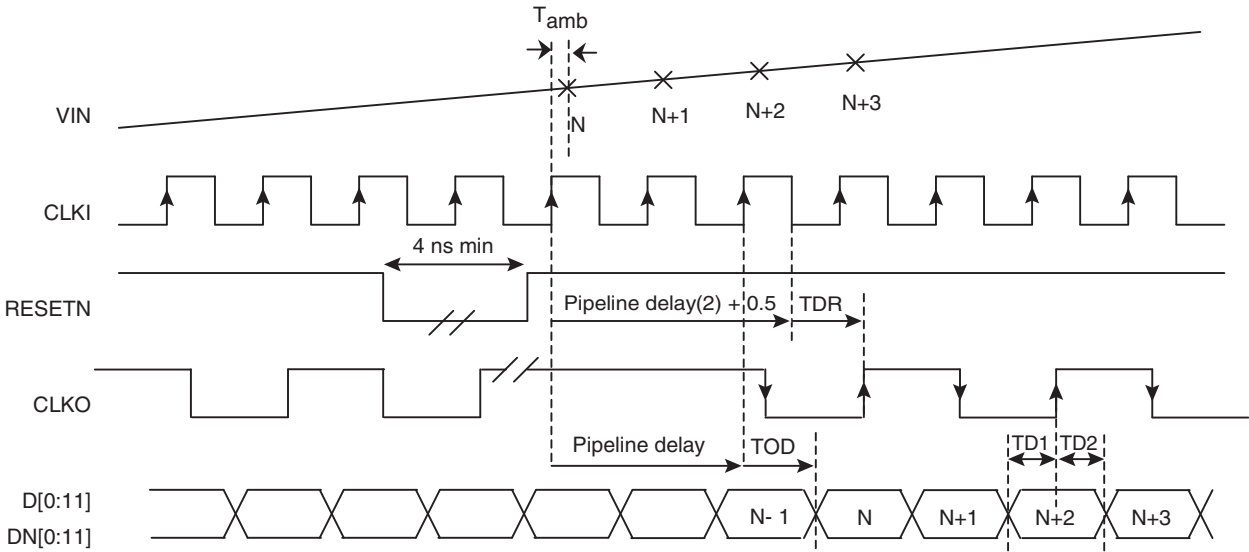 Tamb
VIN
N
N+1
N+2
N+3
CLKI
4 ns min
RESETN
Pipeline delay(2) + 0.5
TDR
CLKO
Pipeline delay
TOD
TD1
TD2
D[0:11]
N- 1
N
N+1
N+2
N+3
DN[0:11]